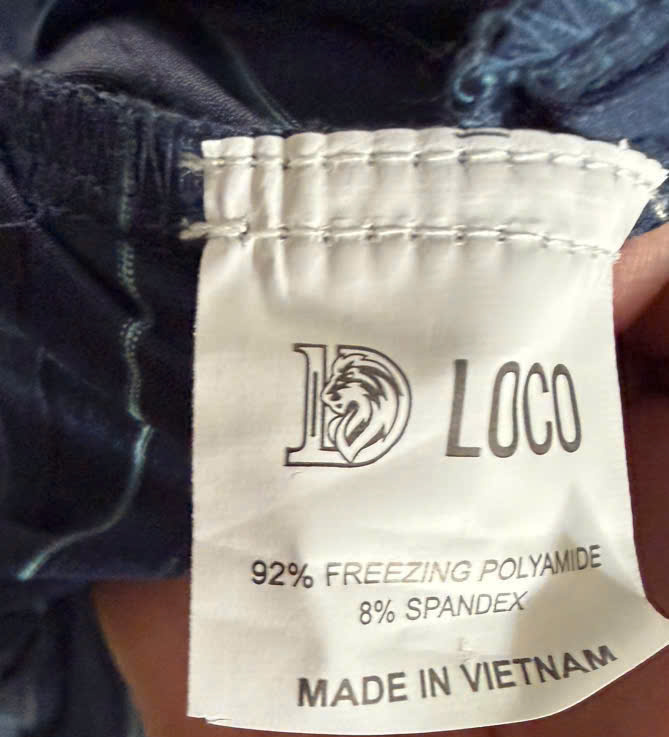 D LOCO
92% FREEZING POLYAMIDE
8% SPANDEX
MADE IN VIETNAM